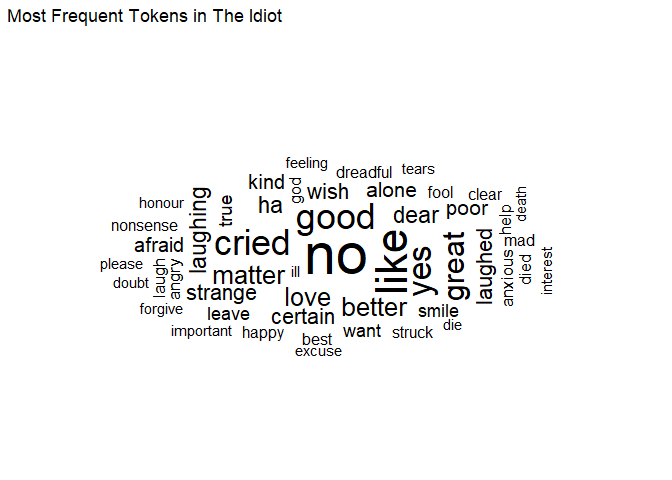 Most Frequent Tokens in The Idiot
feeling
dreadful
tears
kind
god
wish
alone
fool
clear
death
honour
laughing
true
ha
good
dear
poor
help
nonsense
afraid
cried
no
like
yes
great
laughed
mad
please
laugh
angry
matter
ill
anxious
died
interest
doubt
strange
love
better
forgive
leave
certain
smile
important
happy
best
want
struck
die
excuse